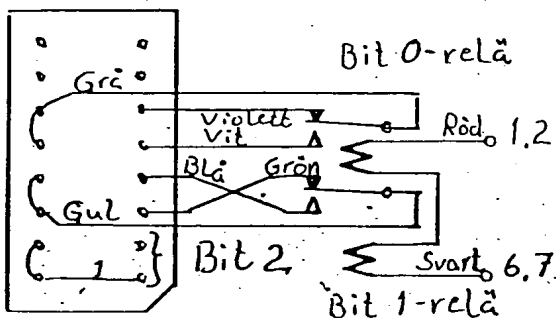 Bit 0-relä
Grå
Violett
Vit
Röd 1.2
Blå Grön
Gul
1 Bit 2
Svart 6.7
Bit 1-relä